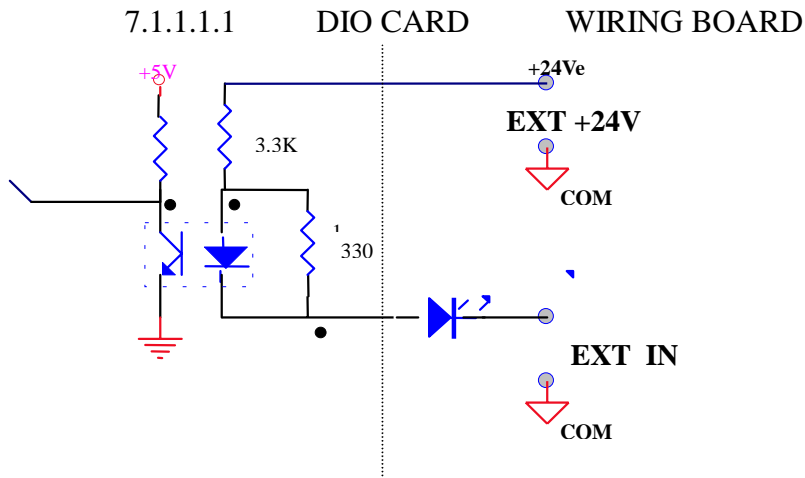 7.1.1.1.1 DIO CARD WIRING BOARD
+5V
+24Ve
EXT +24V
3.3K
COM
1
330
EXT IN
COM